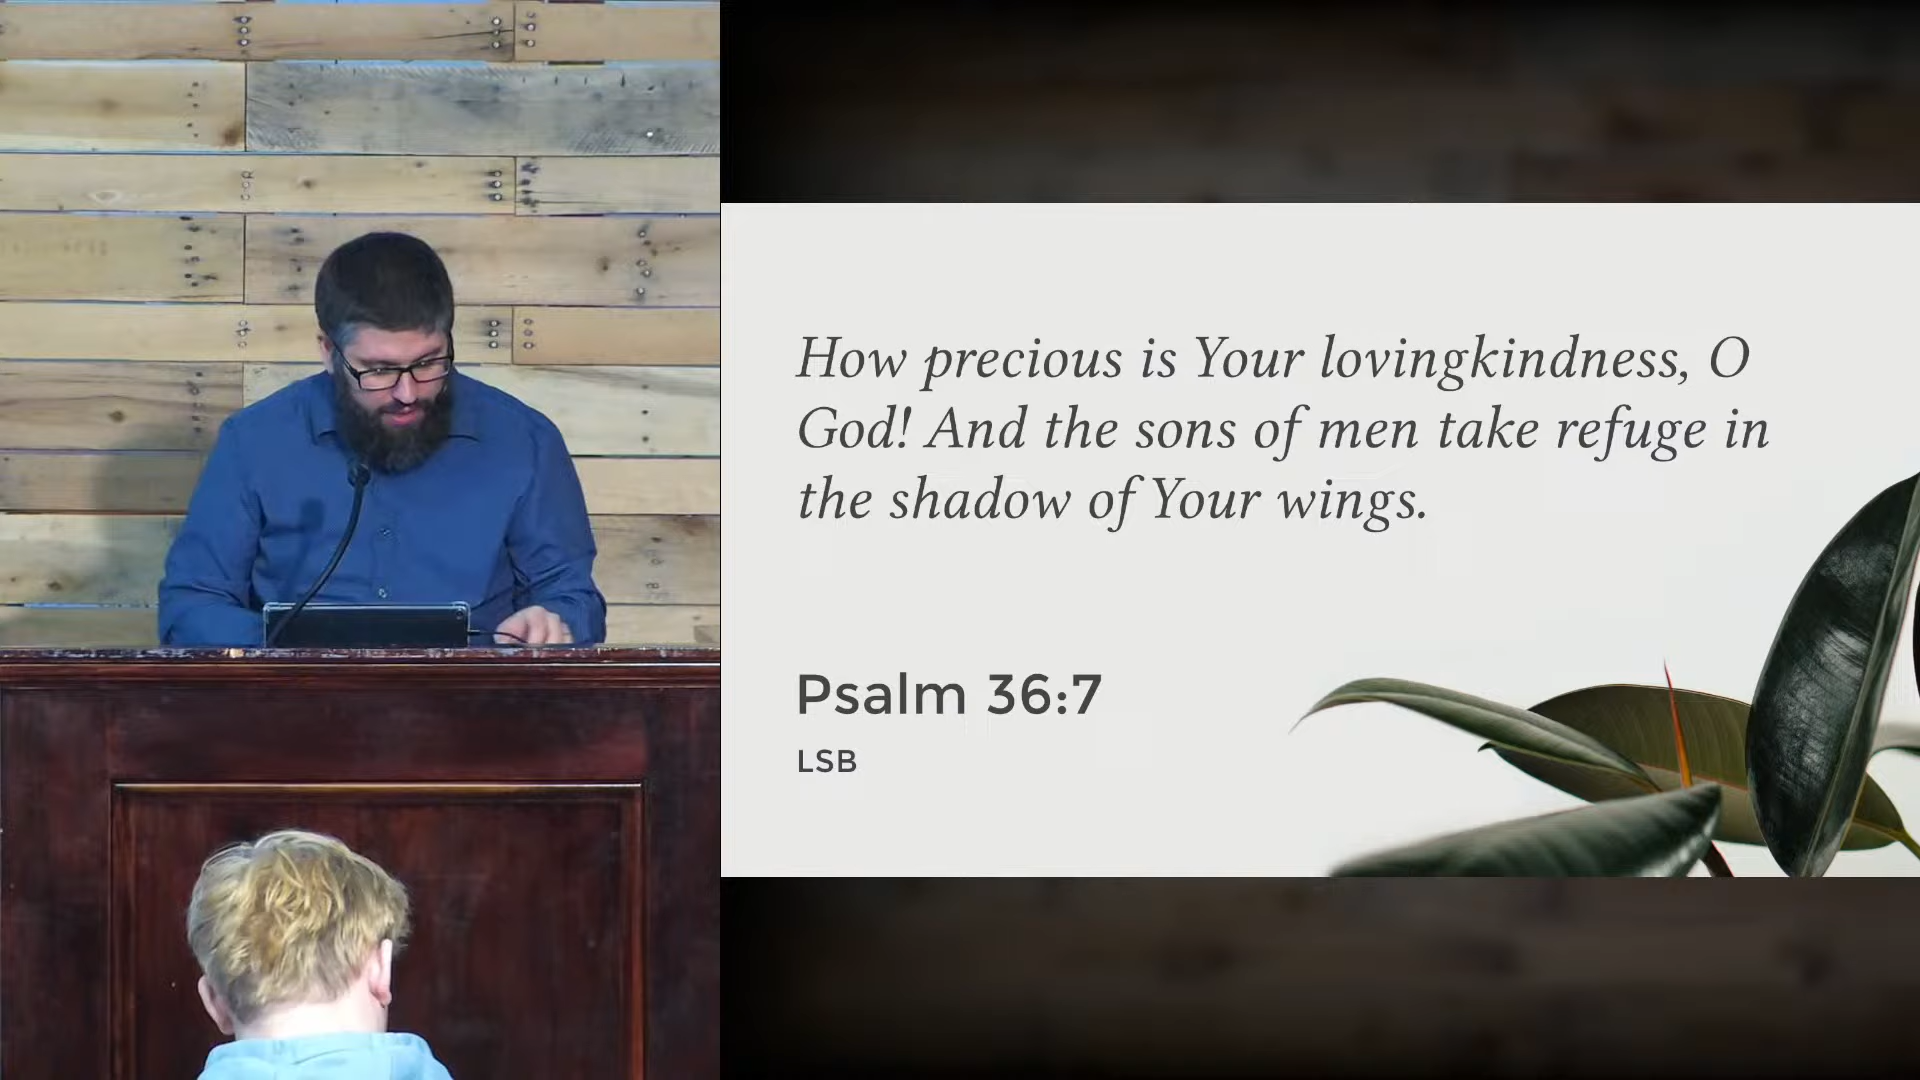 How precious is Your lovingkindness, O
God! And the sons of men take refuge in
the shadow of Your wings.
Psalm 36:7
LSB